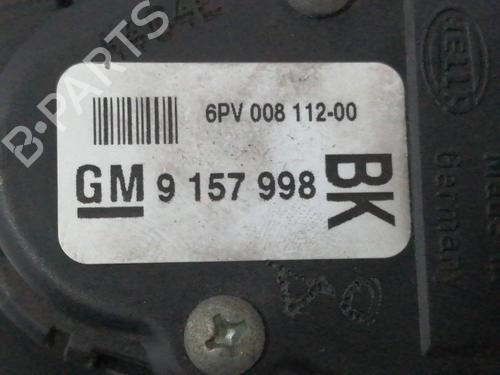 B-PARTS
HELLA
6PV 008 112-00
GM 9 157 998
BK
Germany